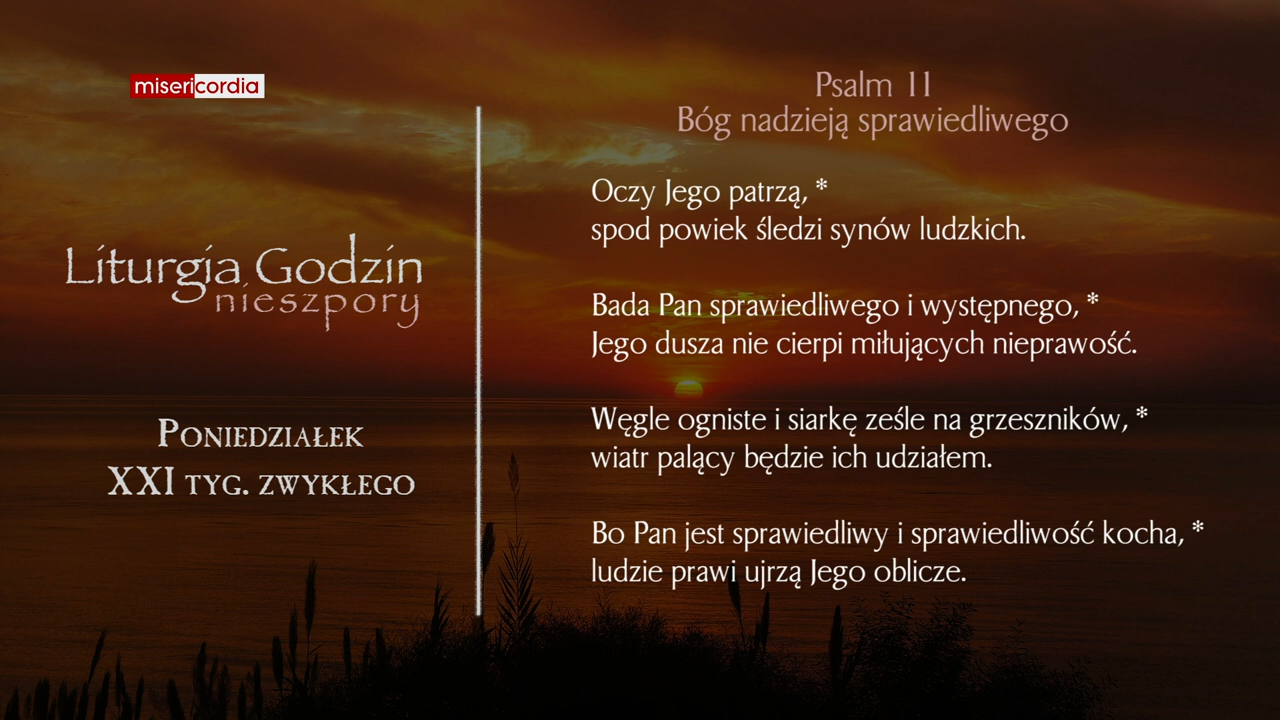 misericordia
Liturgia Godzin
nieszpory
Poniedziałek
XXI tyg. zwykłego
Psalm 11
Bóg nadzieją sprawiedliwego
Oczy Jego patrzą, *
spod powiek śledzi synów ludzkich.
Bada Pan sprawiedliwego i występnego, *
Jego dusza nie cierpi miłujących nieprawość.
Węgle ogniste i siarkę ześle na grzeszników, *
wiatr palący będzie ich udziałem.
Bo Pan jest sprawiedliwy i sprawiedliwość kocha, *
ludzie prawi ujrzą Jego oblicze.